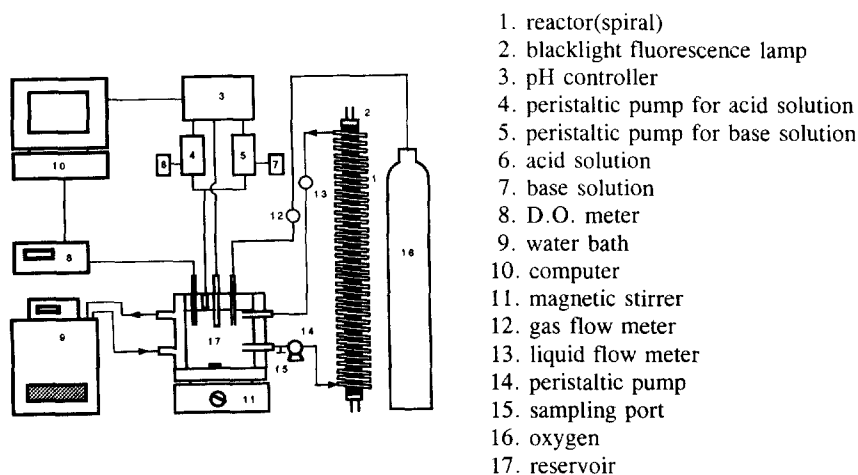 1. reactor(spiral)
2. blacklight fluorescence lamp
3. pH controller
4. peristaltic pump for acid solution
5. peristaltic pump for base solution
6. acid solution
7. base solution
8. D.O. meter
9. water bath
10. computer
11. magnetic stirrer
12. gas flow meter
13. liquid flow meter
14. peristaltic pump
15. sampling port
16. oxygen
17. reservoir
2
3
4
5
6
7
1
10
13
12
16
8
9
17
14
15
11